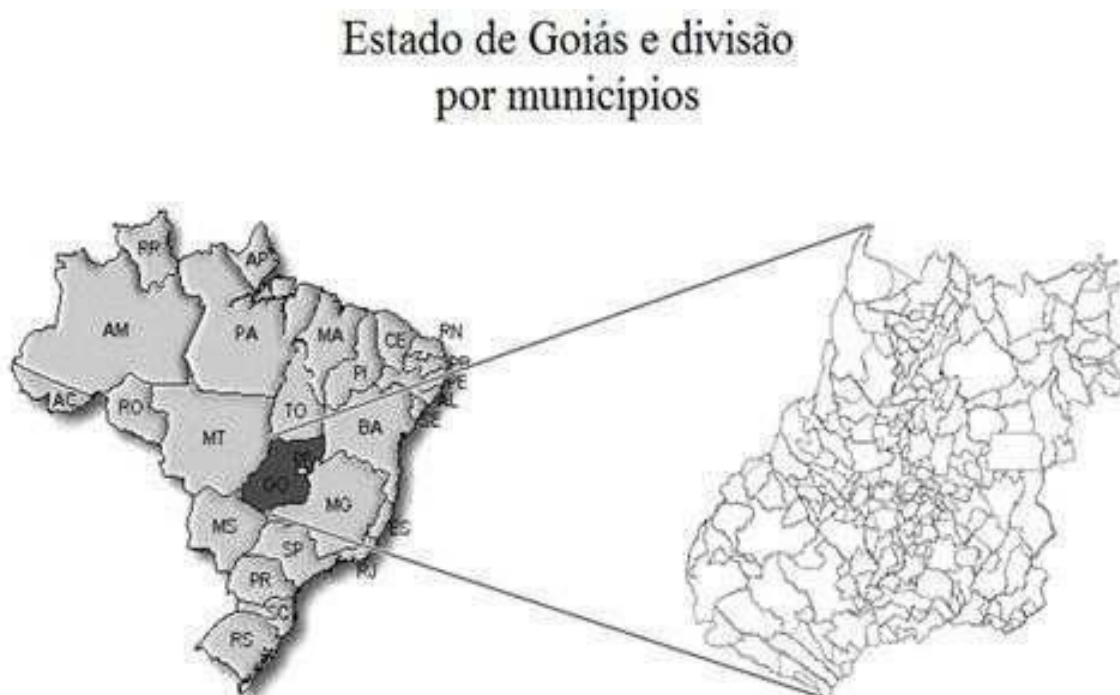 Estado de Goiás e divisão
por municípios
RR
AP
AM
PA
MA
CE
RN
PI
PE
AC
RO
TO
AL
SE
MT
BA
GO
MG
MS
ES
SP
RJ
PR
SC
RS